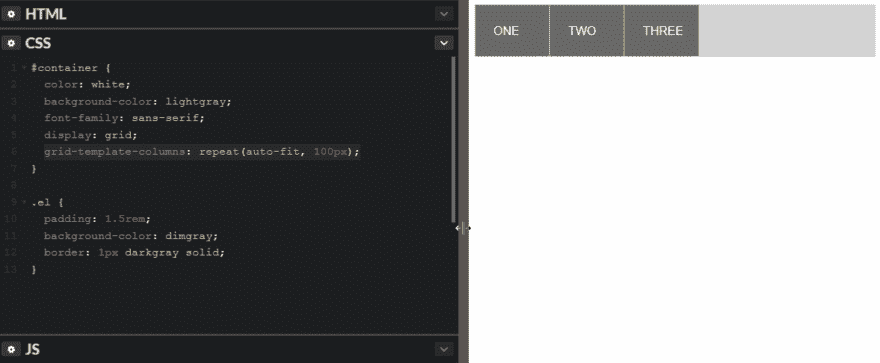 HTML
CSS
1 #container {
2 color: white;
3 background-color: lightgray;
4 font-family: sans-serif;
5 display: grid;
6 grid-template-columns: repeat(auto-fit, 100px);
7 }
8
9 .el {
10 padding: 1.5rem;
11 background-color: dimgray;
12 border: 1px darkgray solid;
13 }
JS
ONE TWO THREE